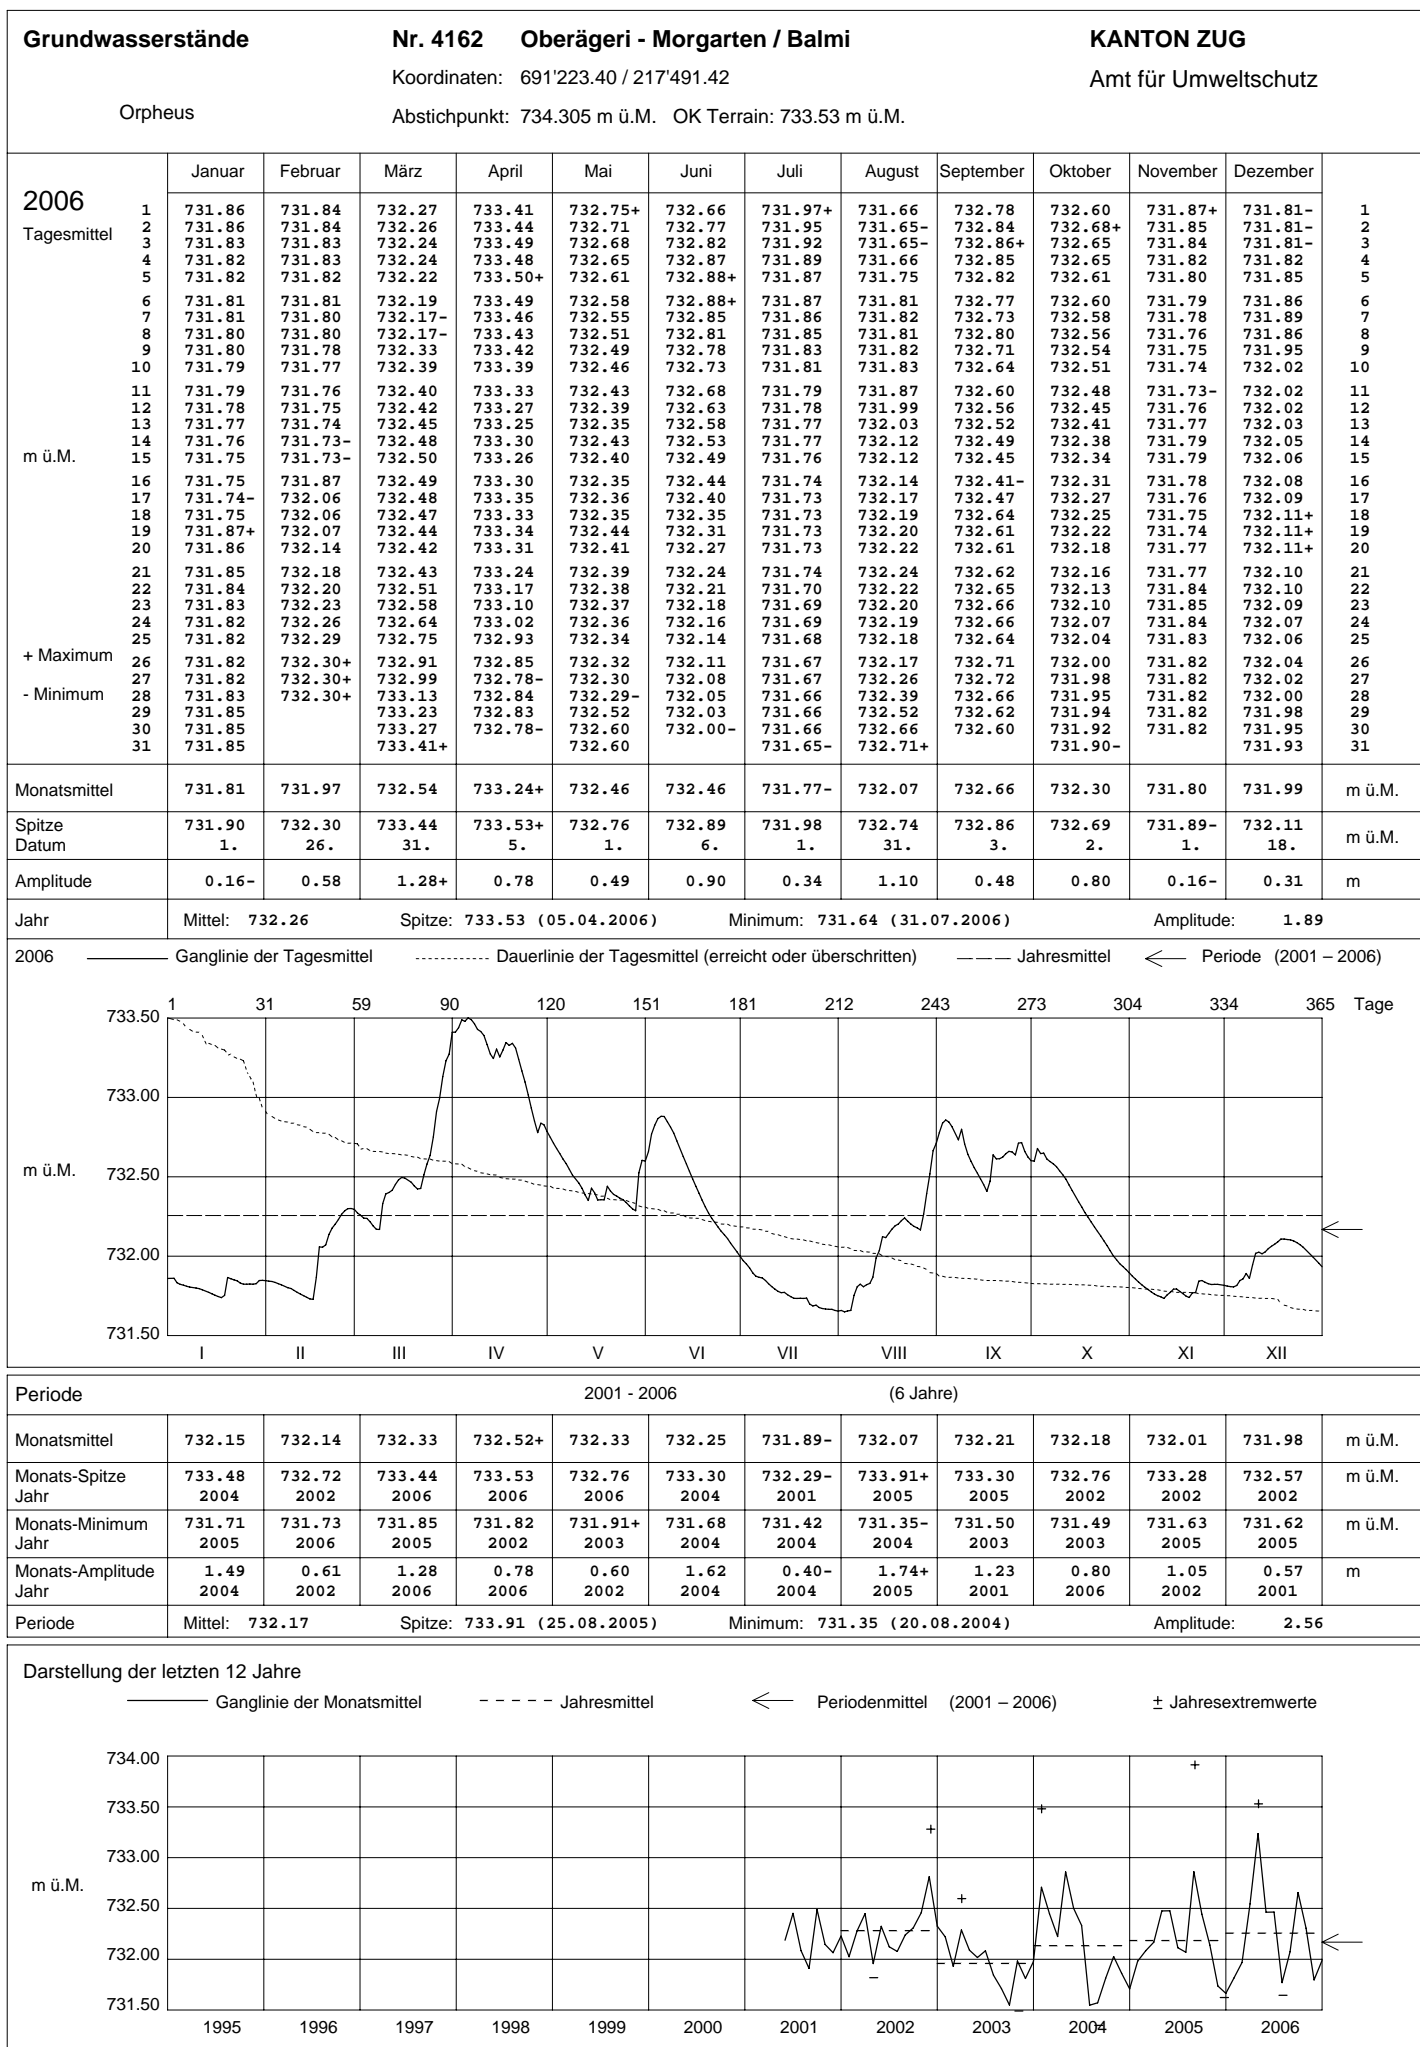 Grundwasserstände Nr. 4162 Oberägeri - Morgarten / Balmi KANTON ZUG
Koordinaten: 691'223.40 / 217'491.42 Amt für Umweltschutz
Orpheus Abstichpunkt: 734.305 m ü.M. OK Terrain: 733.53 m ü.M.
Januar Februar März April Mai Juni Juli August September Oktober November Dezember
2006
Tagesmittel
m ü.M.
+ Maximum
- Minimum
1 731.86 731.84 732.27 733.41 732.75+ 732.66 731.97+ 731.66 732.78 732.60 731.87+ 731.81- 1
2 731.86 731.84 732.26 733.44 732.71 732.77 731.95 731.65- 732.84 732.68+ 731.85 731.81- 2
3 731.83 731.83 732.24 733.49 732.68 732.82 731.92 731.65- 732.86+ 732.65 731.84 731.81- 3
4 731.82 731.83 732.24 733.48 732.65 732.87 731.89 731.66 732.85 732.65 731.82 731.82 4
5 731.82 731.82 732.22 733.50+ 732.61 732.88+ 731.87 731.75 732.82 732.61 731.80 731.85 5
6 731.81 731.81 732.19 733.49 732.58 732.88+ 731.87 731.81 732.77 732.60 731.79 731.86 6
7 731.81 731.80 732.17- 733.46 732.55 732.85 731.86 731.82 732.73 732.58 731.78 731.89 7
8 731.80 731.80 732.17- 733.43 732.51 732.81 731.85 731.81 732.80 732.56 731.76 731.86 8
9 731.80 731.78 732.33 733.42 732.49 732.78 731.83 731.82 732.71 732.54 731.75 731.95 9
10 731.79 731.77 732.39 733.39 732.46 732.73 731.81 731.83 732.64 732.51 731.74 732.02 10
11 731.79 731.76 732.40 733.33 732.43 732.68 731.79 731.87 732.60 732.48 731.73- 732.02 11
12 731.78 731.75 732.42 733.27 732.39 732.63 731.78 731.99 732.56 732.45 731.76 732.02 12
13 731.77 731.74 732.45 733.25 732.35 732.58 731.77 732.03 732.52 732.41 731.77 732.03 13
14 731.76 731.73- 732.48 733.30 732.43 732.53 731.77 732.12 732.49 732.38 731.79 732.05 14
15 731.75 731.73- 732.50 733.26 732.40 732.49 731.76 732.12 732.45 732.34 731.79 732.06 15
16 731.75 731.87 732.49 733.30 732.35 732.44 731.74 732.14 732.41- 732.31 731.78 732.08 16
17 731.74- 732.06 732.48 733.35 732.36 732.40 731.73 732.17 732.47 732.27 731.76 732.09 17
18 731.75 732.06 732.47 733.33 732.35 732.35 731.73 732.19 732.64 732.25 731.75 732.11+ 18
19 731.87+ 732.07 732.44 733.34 732.44 732.31 731.73 732.20 732.61 732.22 731.74 732.11+ 19
20 731.86 732.14 732.42 733.31 732.41 732.27 731.73 732.22 732.61 732.18 731.77 732.11+ 20
21 731.85 732.18 732.43 733.24 732.39 732.24 731.74 732.24 732.62 732.16 731.77 732.10 21
22 731.84 732.20 732.51 733.17 732.38 732.21 731.70 732.22 732.65 732.13 731.84 732.10 22
23 731.83 732.23 732.58 733.10 732.37 732.18 731.69 732.20 732.66 732.10 731.85 732.09 23
24 731.82 732.26 732.64 733.02 732.36 732.16 731.69 732.19 732.66 732.07 731.84 732.07 24
25 731.82 732.29 732.75 732.93 732.34 732.14 731.68 732.18 732.64 732.04 731.83 732.06 25
26 731.82 732.30+ 732.91 732.85 732.32 732.11 731.67 732.17 732.71 732.00 731.82 732.04 26
27 731.82 732.30+ 732.99 732.78- 732.30 732.08 731.67 732.26 732.72 731.98 731.82 732.02 27
28 731.83 732.30+ 733.13 732.84 732.29- 732.05 731.66 732.39 732.66 731.95 731.82 732.00 28
29 731.85 733.23 732.83 732.52 732.03 731.66 732.52 732.62 731.94 731.82 731.98 29
30 731.85 733.27 732.78- 732.60 732.00- 731.66 732.66 732.60 731.92 731.82 731.95 30
31 731.85 733.41+ 732.60 731.65- 732.71+ 731.90- 731.93 31
Monatsmittel 731.81 731.97 732.54 733.24+ 732.46 732.46 731.77- 732.07 732.66 732.30 731.80 731.99 m ü.M.
Spitze 731.90 732.30 733.44 733.53+ 732.76 732.89 731.98 732.74 732.86 732.69 731.89- 732.11 m ü.M.
Datum 1. 26. 31. 5. 1. 6. 1. 31. 3. 2. 1. 18.
Amplitude 0.16- 0.58 1.28+ 0.78 0.49 0.90 0.34 1.10 0.48 0.80 0.16- 0.31 m
Jahr Mittel: 732.26 Spitze: 733.53 (05.04.2006) Minimum: 731.64 (31.07.2006) Amplitude: 1.89
2006 Ganglinie der Tagesmittel Dauerlinie der Tagesmittel (erreicht oder überschritten) Jahresmittel Periode (2001 – 2006)
1 31 59 90 120 151 181 212 243 273 304 334 365 Tage
733.50
733.00
m ü.M. 732.50
732.00
731.50
I II III IV V VI VII VIII IX X XI XII
Periode 2001 - 2006 (6 Jahre)
Monatsmittel 732.15 732.14 732.33 732.52+ 732.33 732.25 731.89- 732.07 732.21 732.18 732.01 731.98 m ü.M.
Monats-Spitze 733.48 732.72 733.44 733.53 732.76 733.30 732.29- 733.91+ 733.30 732.76 733.28 732.57 m ü.M.
Jahr 2004 2002 2006 2006 2006 2004 2001 2005 2005 2002 2002 2002
Monats-Minimum 731.71 731.73 731.85 731.82 731.91+ 731.68 731.42 731.35- 731.50 731.49 731.63 731.62 m ü.M.
Jahr 2005 2006 2005 2002 2003 2004 2004 2004 2003 2003 2005 2005
Monats-Amplitude 1.49 0.61 1.28 0.78 0.60 1.62 0.40- 1.74+ 1.23 0.80 1.05 0.57 m
Jahr 2004 2002 2006 2006 2002 2004 2004 2005 2001 2006 2002 2001
Periode Mittel: 732.17 Spitze: 733.91 (25.08.2005) Minimum: 731.35 (20.08.2004) Amplitude: 2.56
Darstellung der letzten 12 Jahre
Ganglinie der Monatsmittel Jahresmittel Periodenmittel (2001 – 2006) ± Jahresextremwerte
734.00
733.50
733.00
m ü.M.
732.50
732.00
731.50
1995 1996 1997 1998 1999 2000 2001 2002 2003 2004 2005 2006